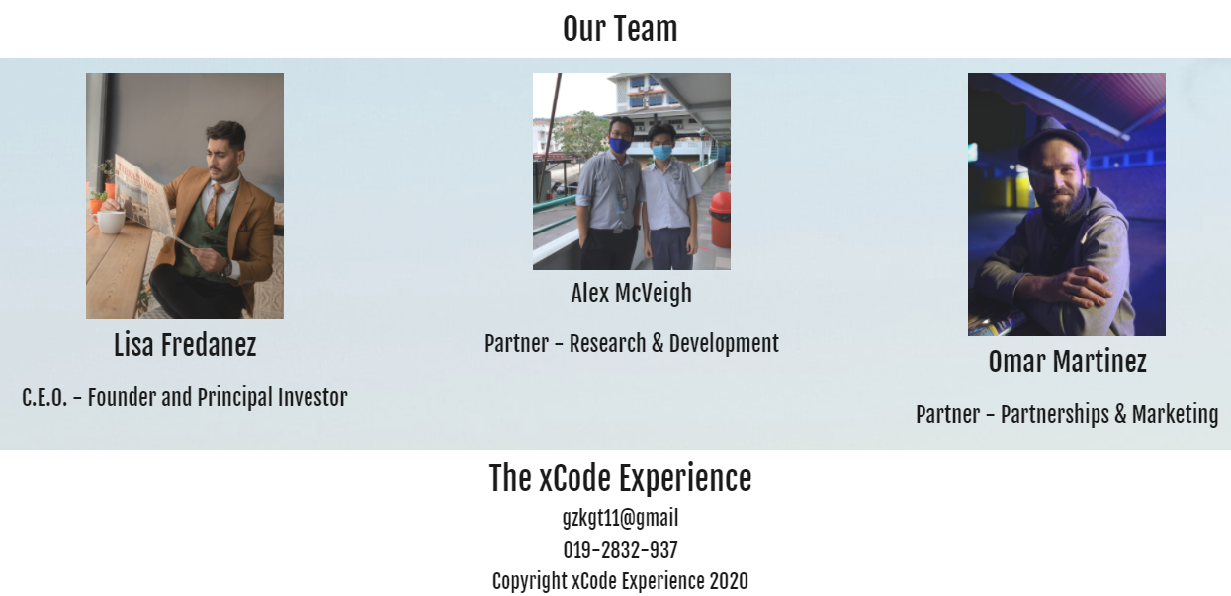 Our Team
Lisa Fredanez
C.E.O. - Founder and Principal Investor
Alex McVeigh
Partner - Research & Development
Omar Martinez
Partner - Partnerships & Marketing
The xCode Experience
gzkgt11@gmail
019-2832-937
Copyright xCode Experience 2020